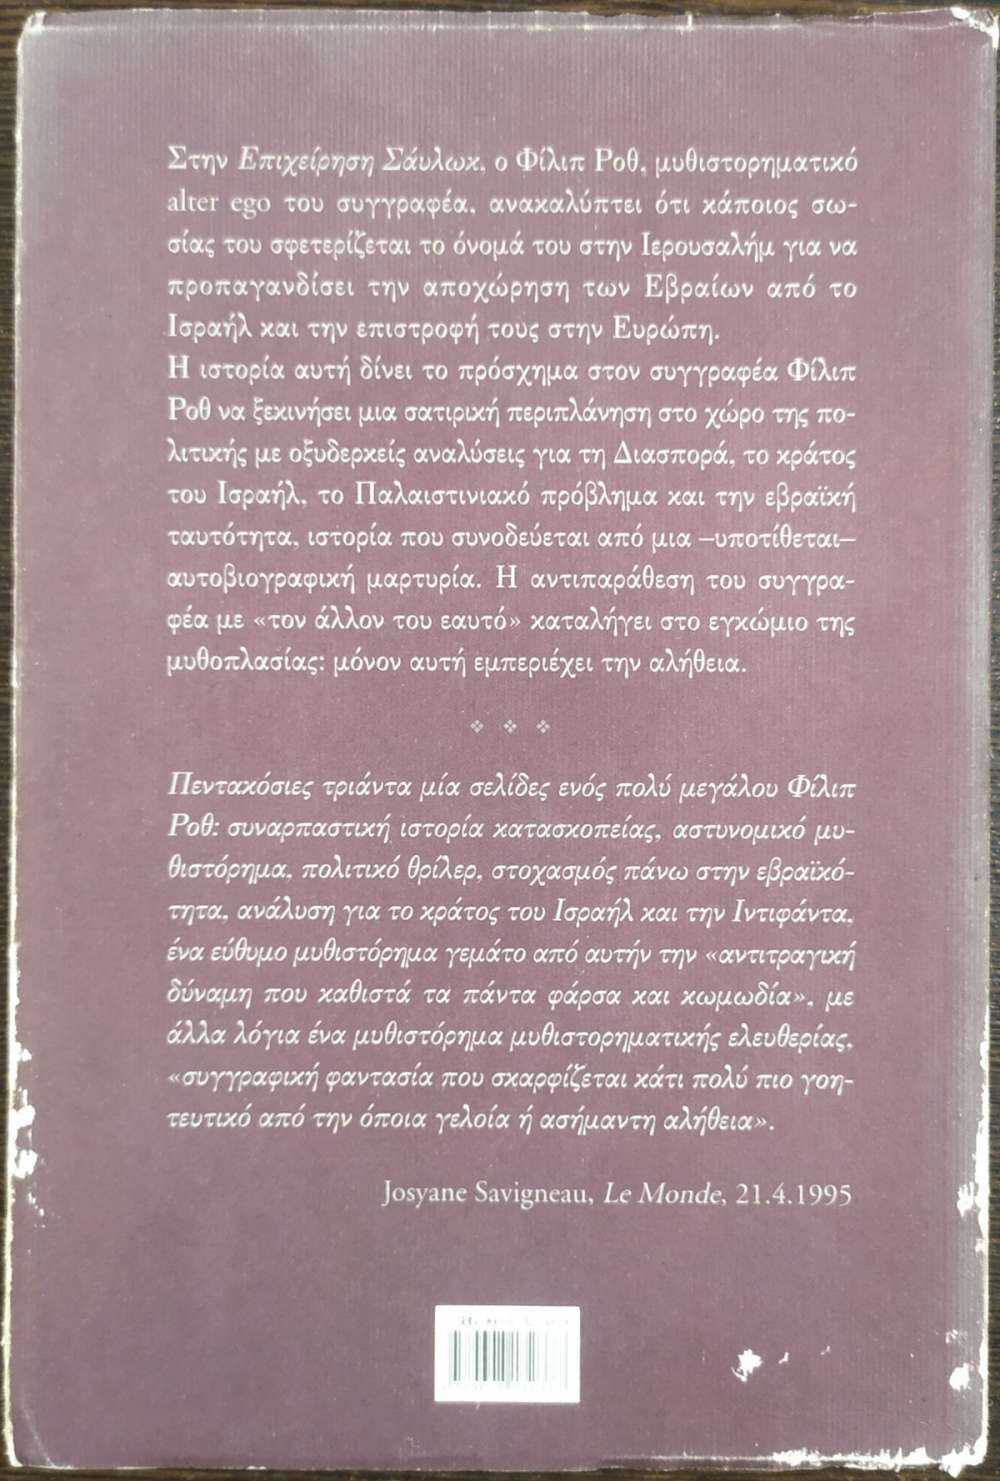 Στην Επιχείρηση Σάυλωκ, ο Φίλιπ Ροθ, μυθιστορηματικό
alter ego του συγγραφέα, ανακαλύπτει ότι κάποιος σω-
σίας του σφετερίζεται το όνομά του στην Ιερουσαλήμ για να
προπαγανδίσει την αποχώρηση των Εβραίων από το
Ισραήλ και την επιστροφή τους στην Ευρώπη.
Η ιστορία αυτή δίνει το πρόσχημα στον συγγραφέα Φίλιπ
Ροθ να ξεκινήσει μια σατιρική περιπλάνηση στο χώρο της πο-
λιτικής με οξυδερκείς αναλύσεις για τη Διασπορά, το κράτος
του Ισραήλ, το Παλαιστινιακό πρόβλημα και την εβραϊκή
ταυτότητα, ιστορία που συνοδεύεται από μια –υποτίθεται–
αυτοβιογραφική μαρτυρία. Η αντιπαράθεση του συγγρα-
φέα με «τον άλλον του εαυτό» καταλήγει στο εγκώμιο της
μυθοπλασίας: μόνον αυτή εμπεριέχει την αλήθεια.
Πεντακόσιες τριάντα μία σελίδες ενός πολύ μεγάλου Φίλιπ
Ροθ: συναρπαστική ιστορία κατασκοπείας, αστυνομικό μυ-
θιστόρημα, πολιτικό θρίλερ, στοχασμός πάνω στην εβραϊκό-
τητα, ανάλυση για το κράτος του Ισραήλ και την Ιντιφάντα,
ένα εύθυμο μυθιστόρημα γεμάτο από αυτήν την «αντιτραγική
δύναμη που καθιστά τα πάντα φάρσα και κωμωδία», με
άλλα λόγια ένα μυθιστόρημα μυθιστορηματικής ελευθερίας,
«συγγραφική φαντασία που σκαρφίζεται κάτι πολύ πιο γοη-
τευτικό από την όποια γελοία ή ασήμαντη αλήθεια».
Josyane Savigneau, Le Monde, 21.4.1995